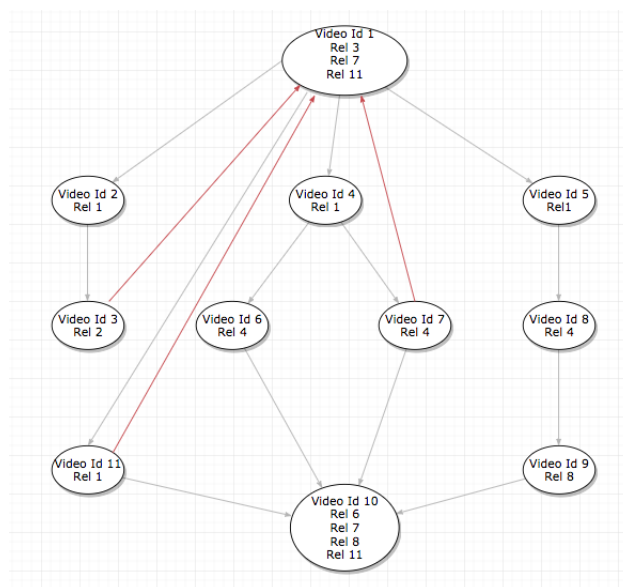 Video Id 1
Rel 3
Rel 7
Rel 11
Video Id 2
Rel 1
Video Id 4
Rel 1
Video Id 5
Rel1
Video Id 3
Rel 2
Video Id 6
Rel 4
Video Id 7
Rel 4
Video Id 8
Rel 4
Video Id 11
Rel 1
Video Id 9
Rel 8
Video Id 10
Rel 6
Rel 7
Rel 8
Rel 11